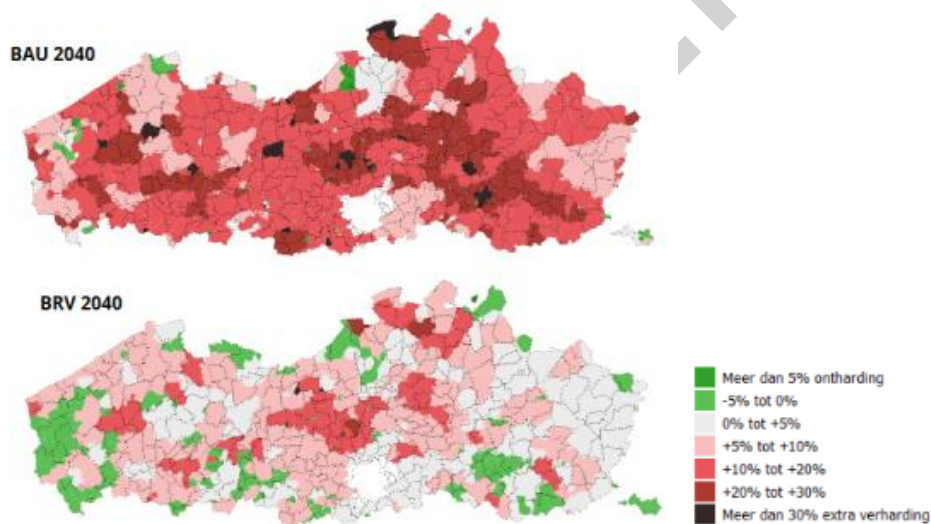 BAU 2040
BRV 2040
Meer dan 5% ontharding
-5% tot 0%
0% tot +5%
+5% tot +10%
+10% tot +20%
+20% tot +30%
Meer dan 30% extra verharding